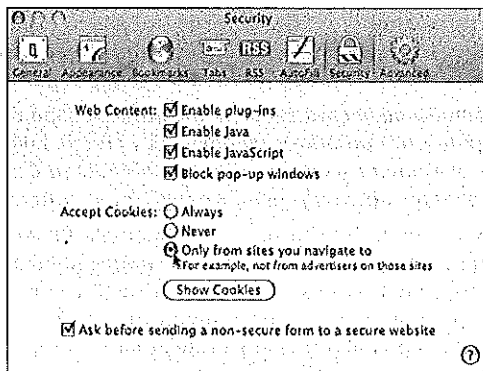 Security
General Appearance Bookmarks Tabs RSS AutoFill Security Advanced
Web Content: Enable plug-ins
Enable Java
Enable JavaScript
Block pop-up windows
Accept Cookies: Always
Never
Only from sites you navigate to
For example, not from advertisers on those sites
Show Cookies
Ask before sending a non-secure form to a secure website
?